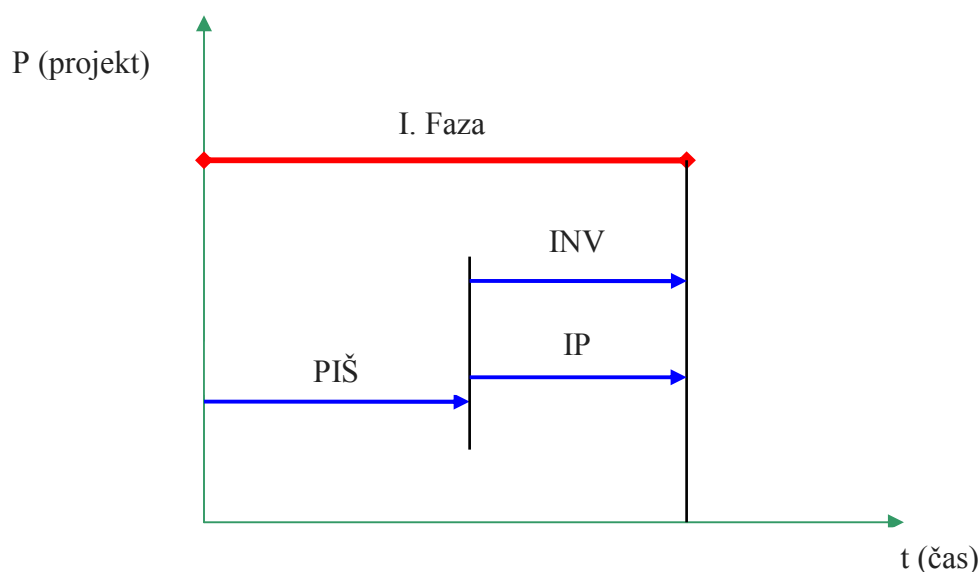 P (projekt)
I. Faza
INV
IP
PIŠ
t (čas)